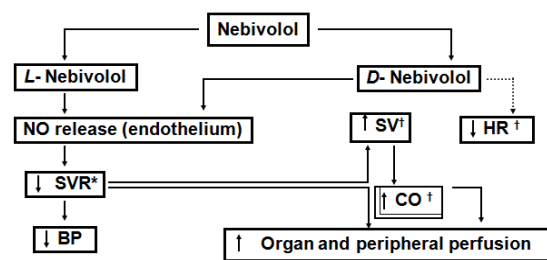 Nebivolol
L- Nebivolol
D- Nebivolol
NO release (endothelium)
↑ SV†
↓ HR †
↓ SVR*
↑ CO †
↓ BP
↑ Organ and peripheral perfusion